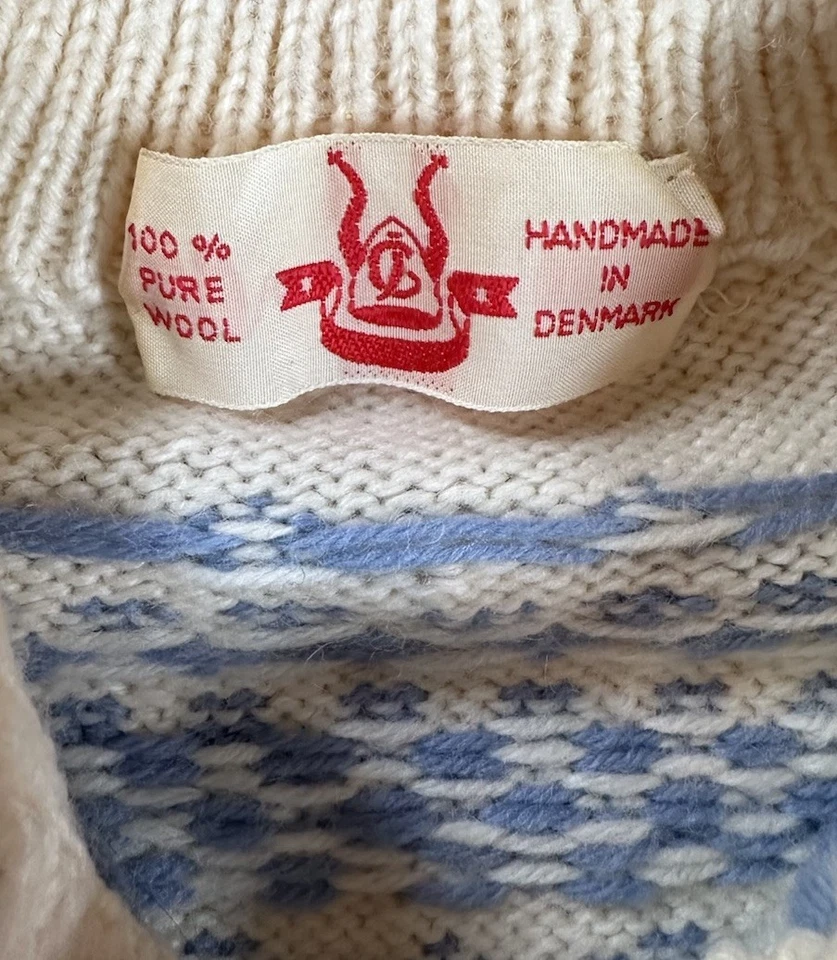 100 %
PURE
WOOL
HANDMADE
IN
DENMARK